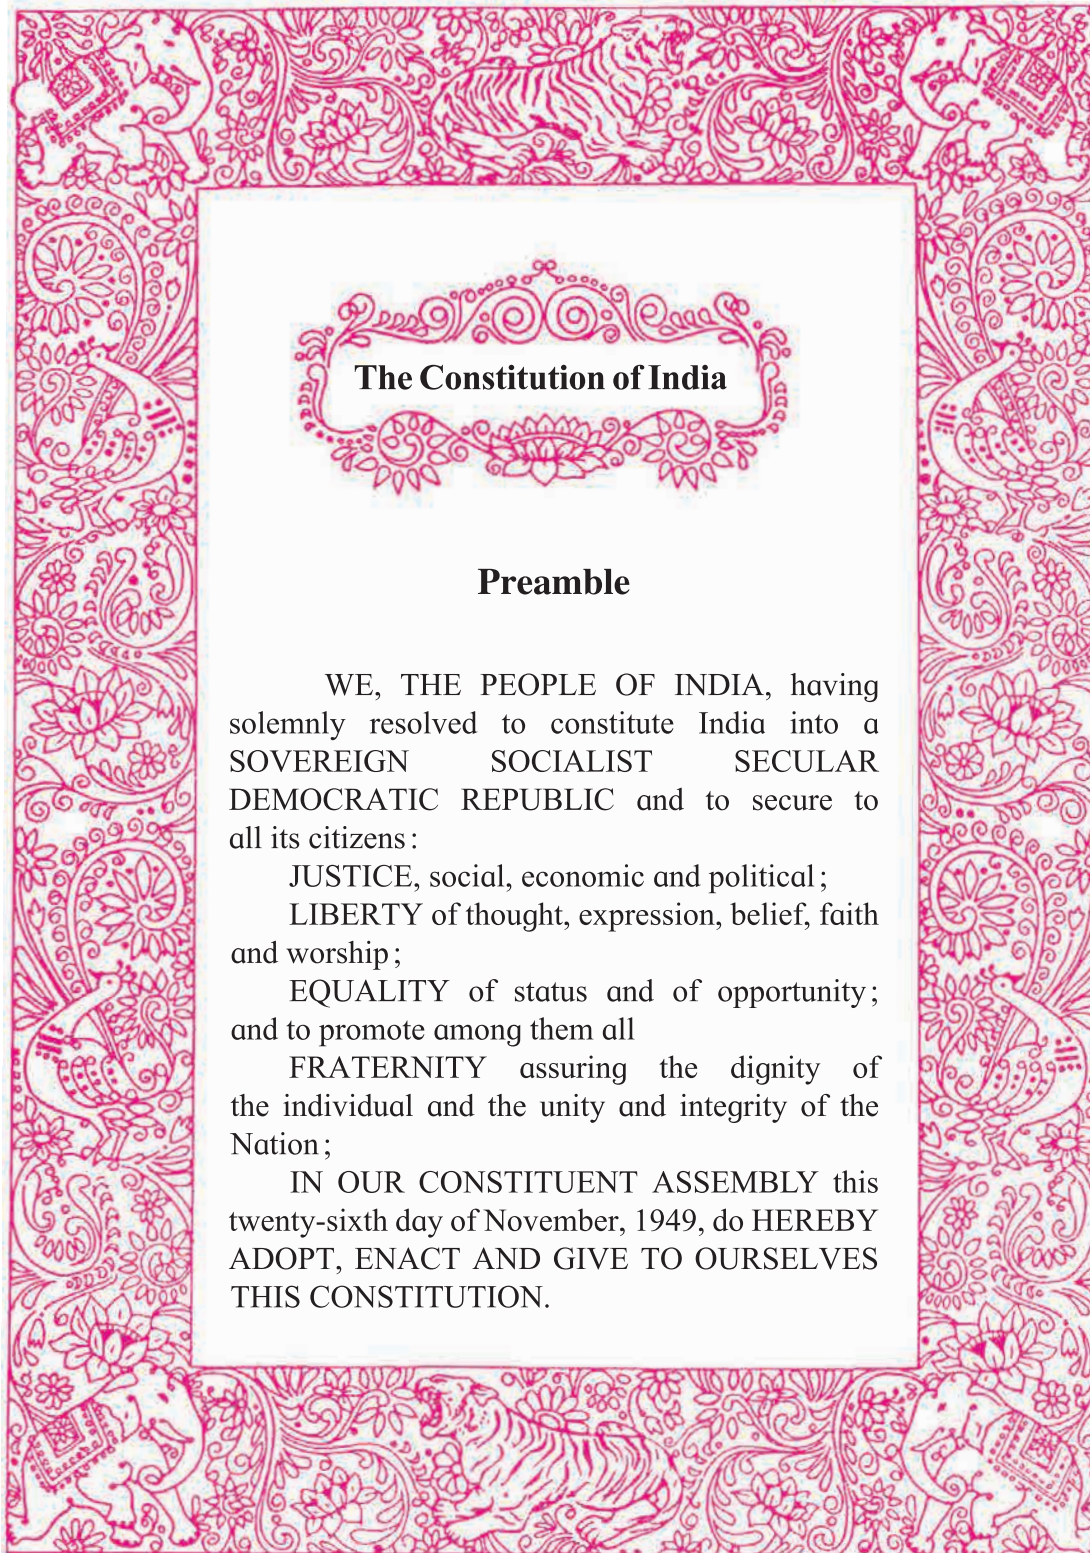 The Constitution of India
Preamble
WE, THE PEOPLE OF INDIA, having
solemnly resolved to constitute India into a
SOVEREIGN SOCIALIST SECULAR
DEMOCRATIC REPUBLIC and to secure to
all its citizens :
JUSTICE, social, economic and political ;
LIBERTY of thought, expression, belief, faith
and worship ;
EQUALITY of status and of opportunity ;
and to promote among them all
FRATERNITY assuring the dignity of
the individual and the unity and integrity of the
Nation ;
IN OUR CONSTITUENT ASSEMBLY this
twenty-sixth day of November, 1949, do HEREBY
ADOPT, ENACT AND GIVE TO OURSELVES
THIS CONSTITUTION.